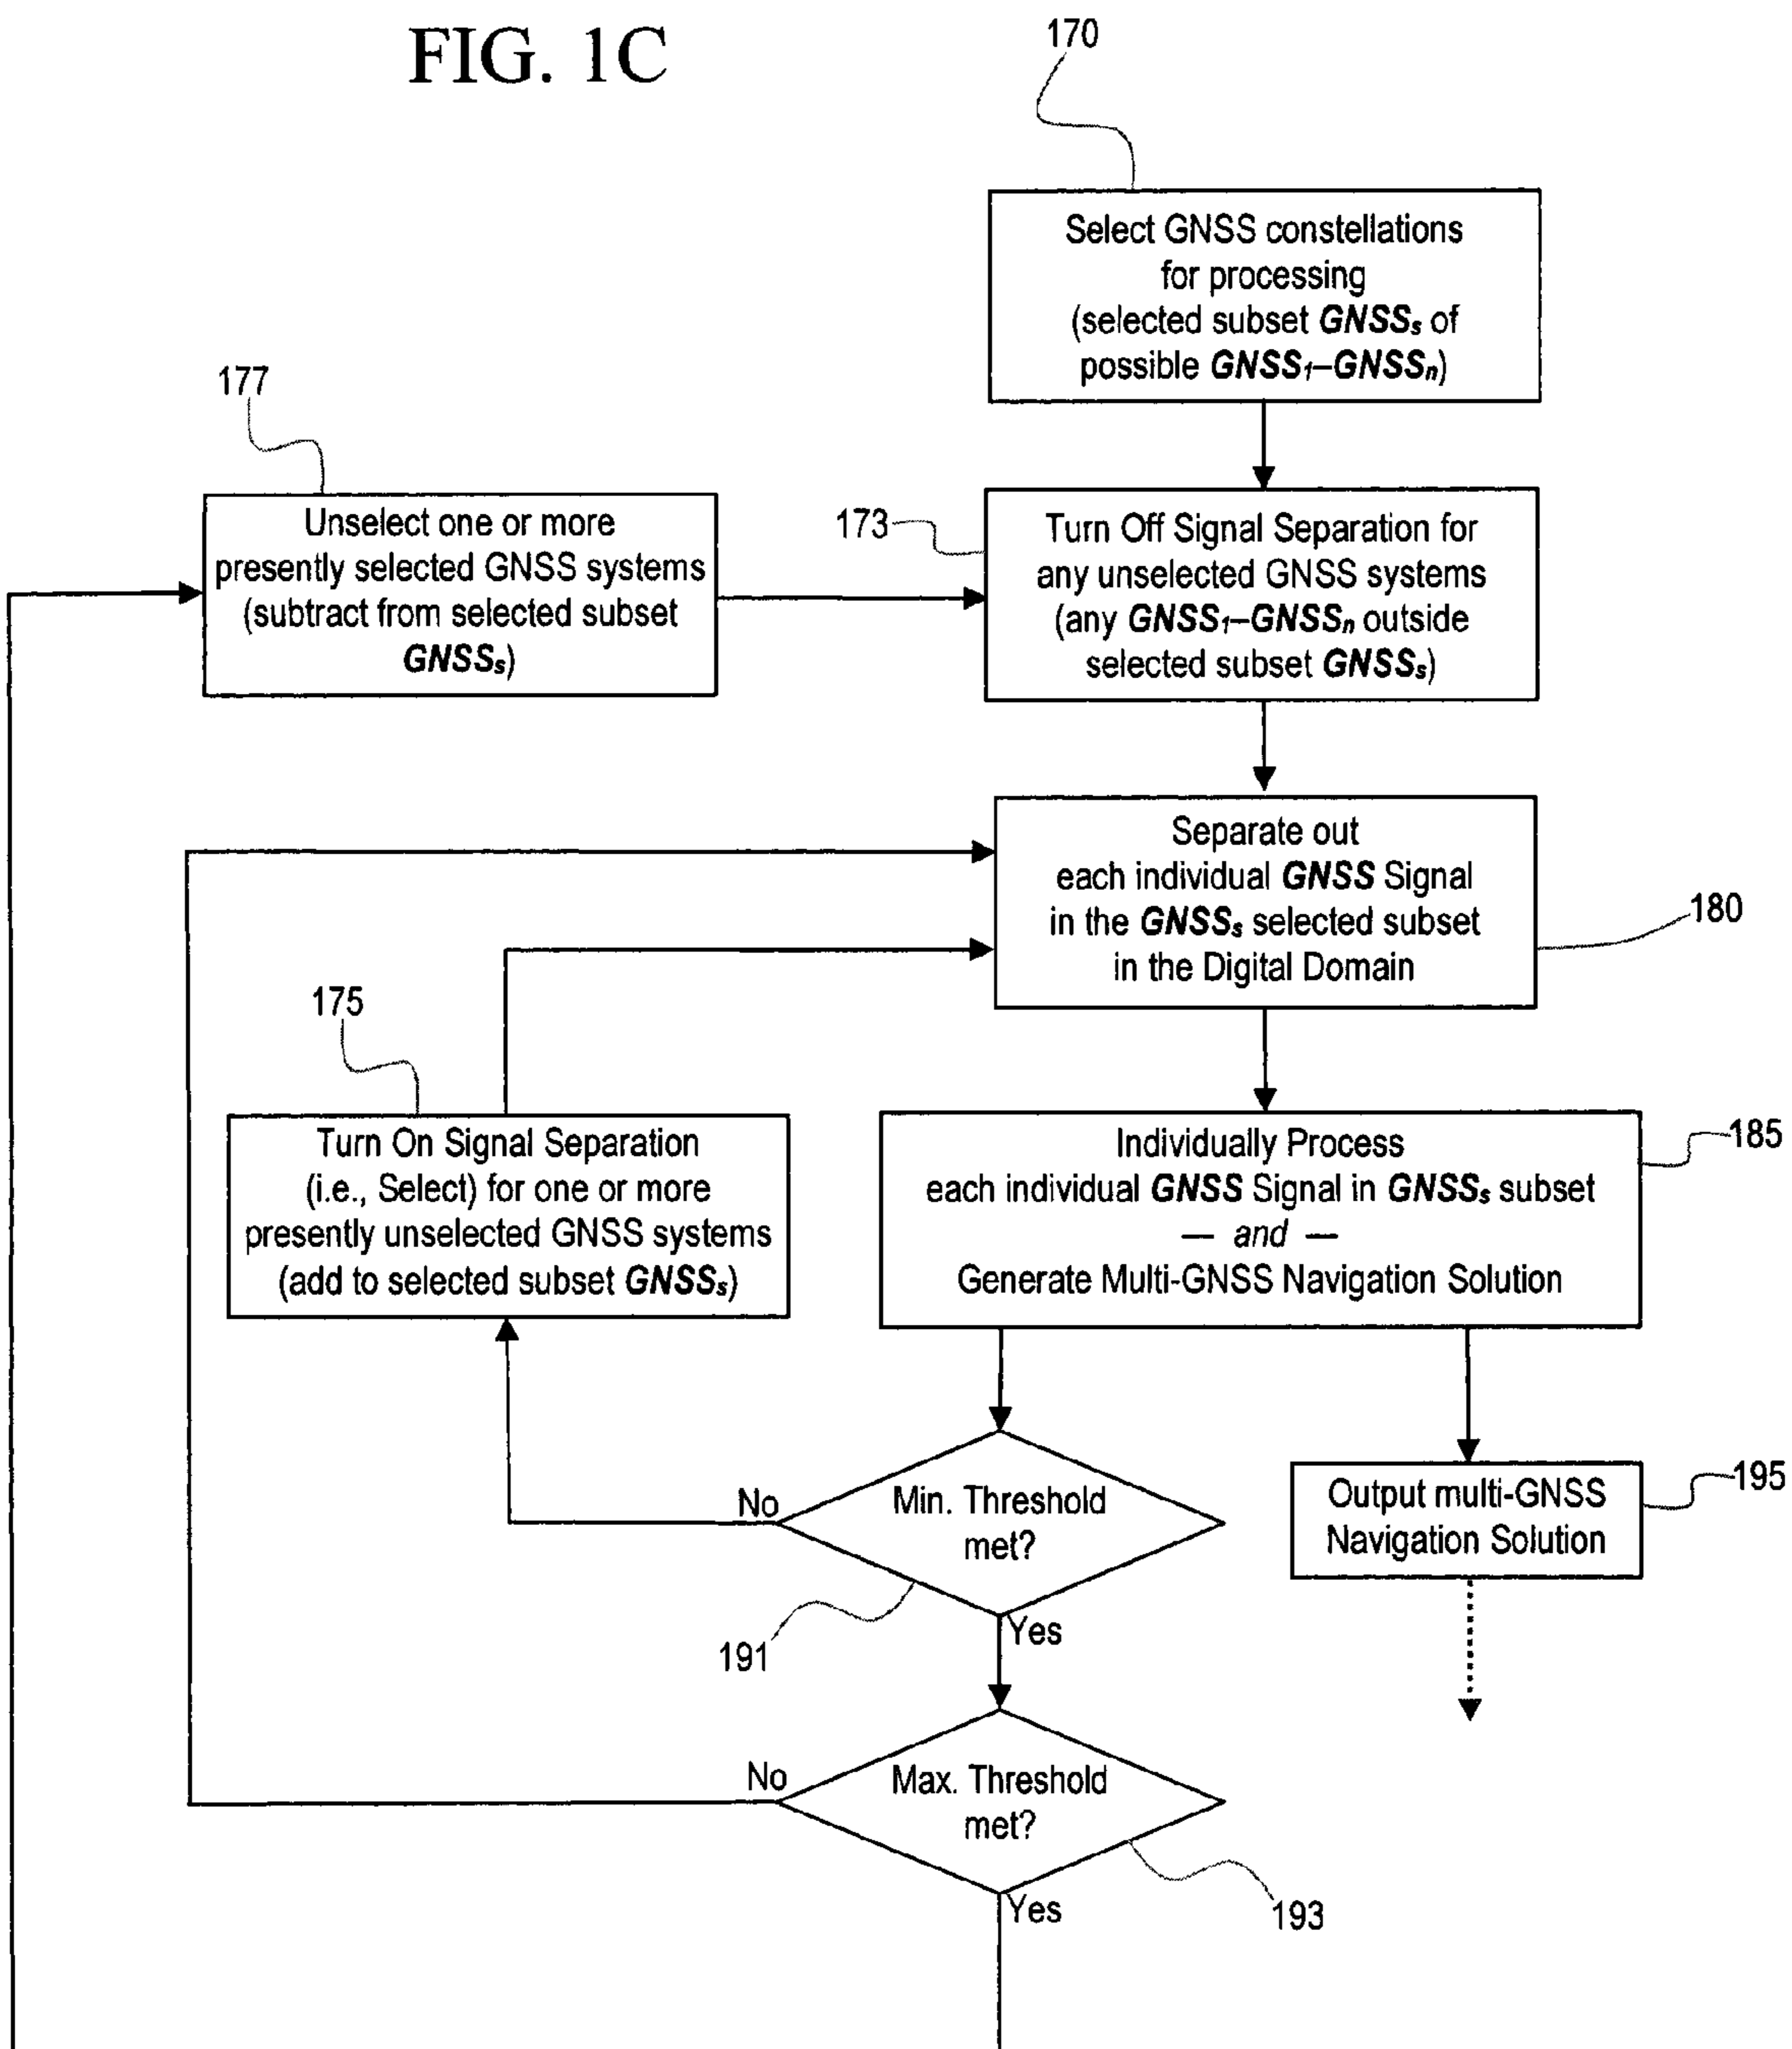 FIG. 1C
170
Select GNSS constellations
for processing
(selected subset GNSSs of
possible GNSS1–GNSSn)
177
Unselect one or more
presently selected GNSS systems
(subtract from selected subset
GNSSs)
173
Turn Off Signal Separation for
any unselected GNSS systems
(any GNSS1–GNSSn outside
selected subset GNSSs)
Separate out
each individual GNSS Signal
in the GNSSs selected subset
in the Digital Domain
180
175
Turn On Signal Separation
(i.e., Select) for one or more
presently unselected GNSS systems
(add to selected subset GNSSs)
Individually Process
each individual GNSS Signal in GNSSs subset
— and —
Generate Multi-GNSS Navigation Solution
185
No
Min. Threshold
met?
191
Yes
Output multi-GNSS
Navigation Solution
195
No
Max. Threshold
met?
Yes
193